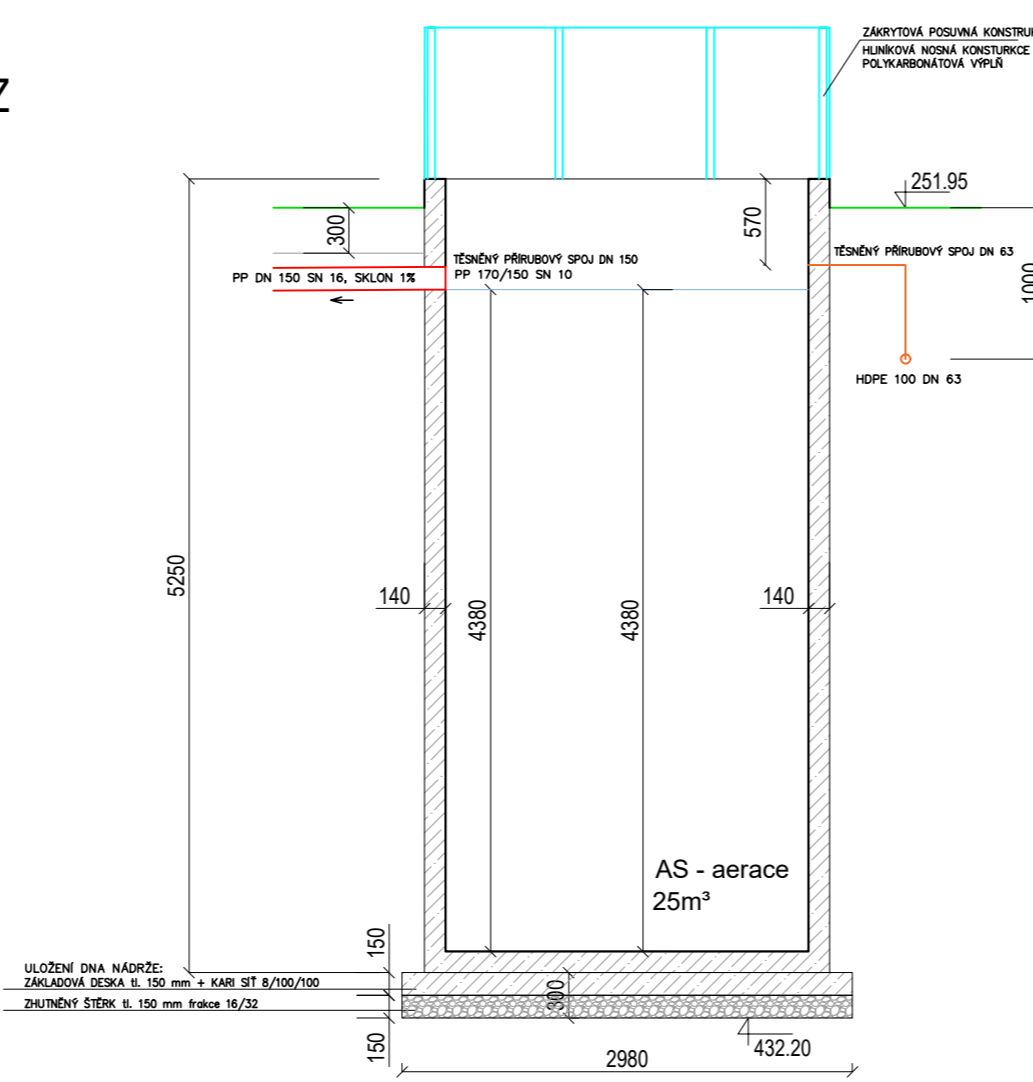 Z
ZÁKRYTOVÁ POSUVNÁ KONSTRUK
HLINÍKOVÁ NOSNÁ KONSTURKCE
POLYKARBONÁTOVÁ VÝPLŇ
251.95
300
570
TĚSNĚNÝ PŘÍRUBOVÝ SPOJ DN 150
PP 170/150 SN 10
TĚSNĚNÝ PŘÍRUBOVÝ SPOJ DN 63
PP DN 150 SN 16, SKLON 1%
1000
HDPE 100 DN 63
5250
140
4380
4380
140
AS - aerace
25m³
150
ULOŽENÍ DNA NÁDRŽE:
ZÁKLADOVÁ DESKA tl. 150 mm + KARI SÍŤ 8/100/100
300
ZHUTNĚNÝ ŠTĚRK tl. 150 mm frakce 16/32
150
432.20
2980